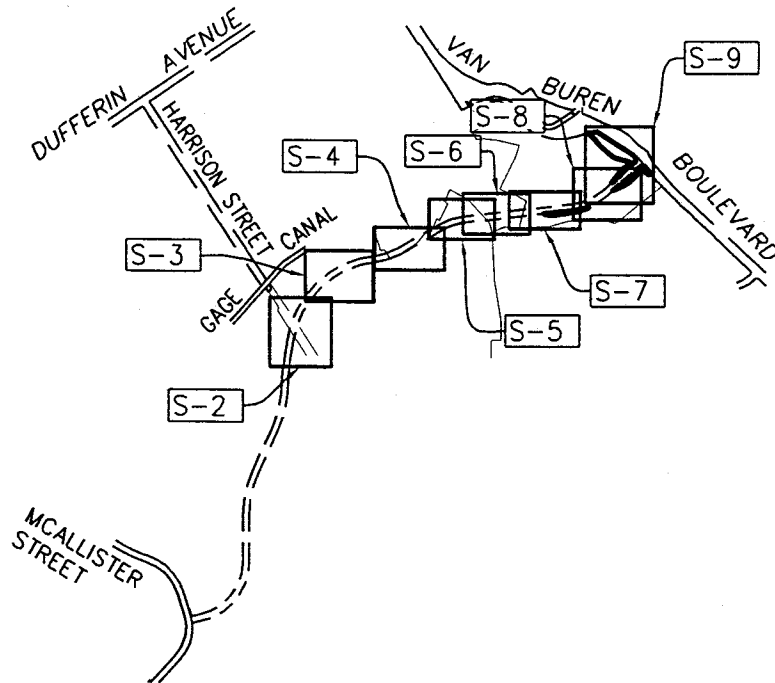 VAN
BUREN
BOULEVARD
DUFFERIN AVENUE
HARRISON STREET
GAGE CANAL
S-9
S-8
S-6
S-4
S-3
S-7
S-5
S-2
MCALLISTER
STREET